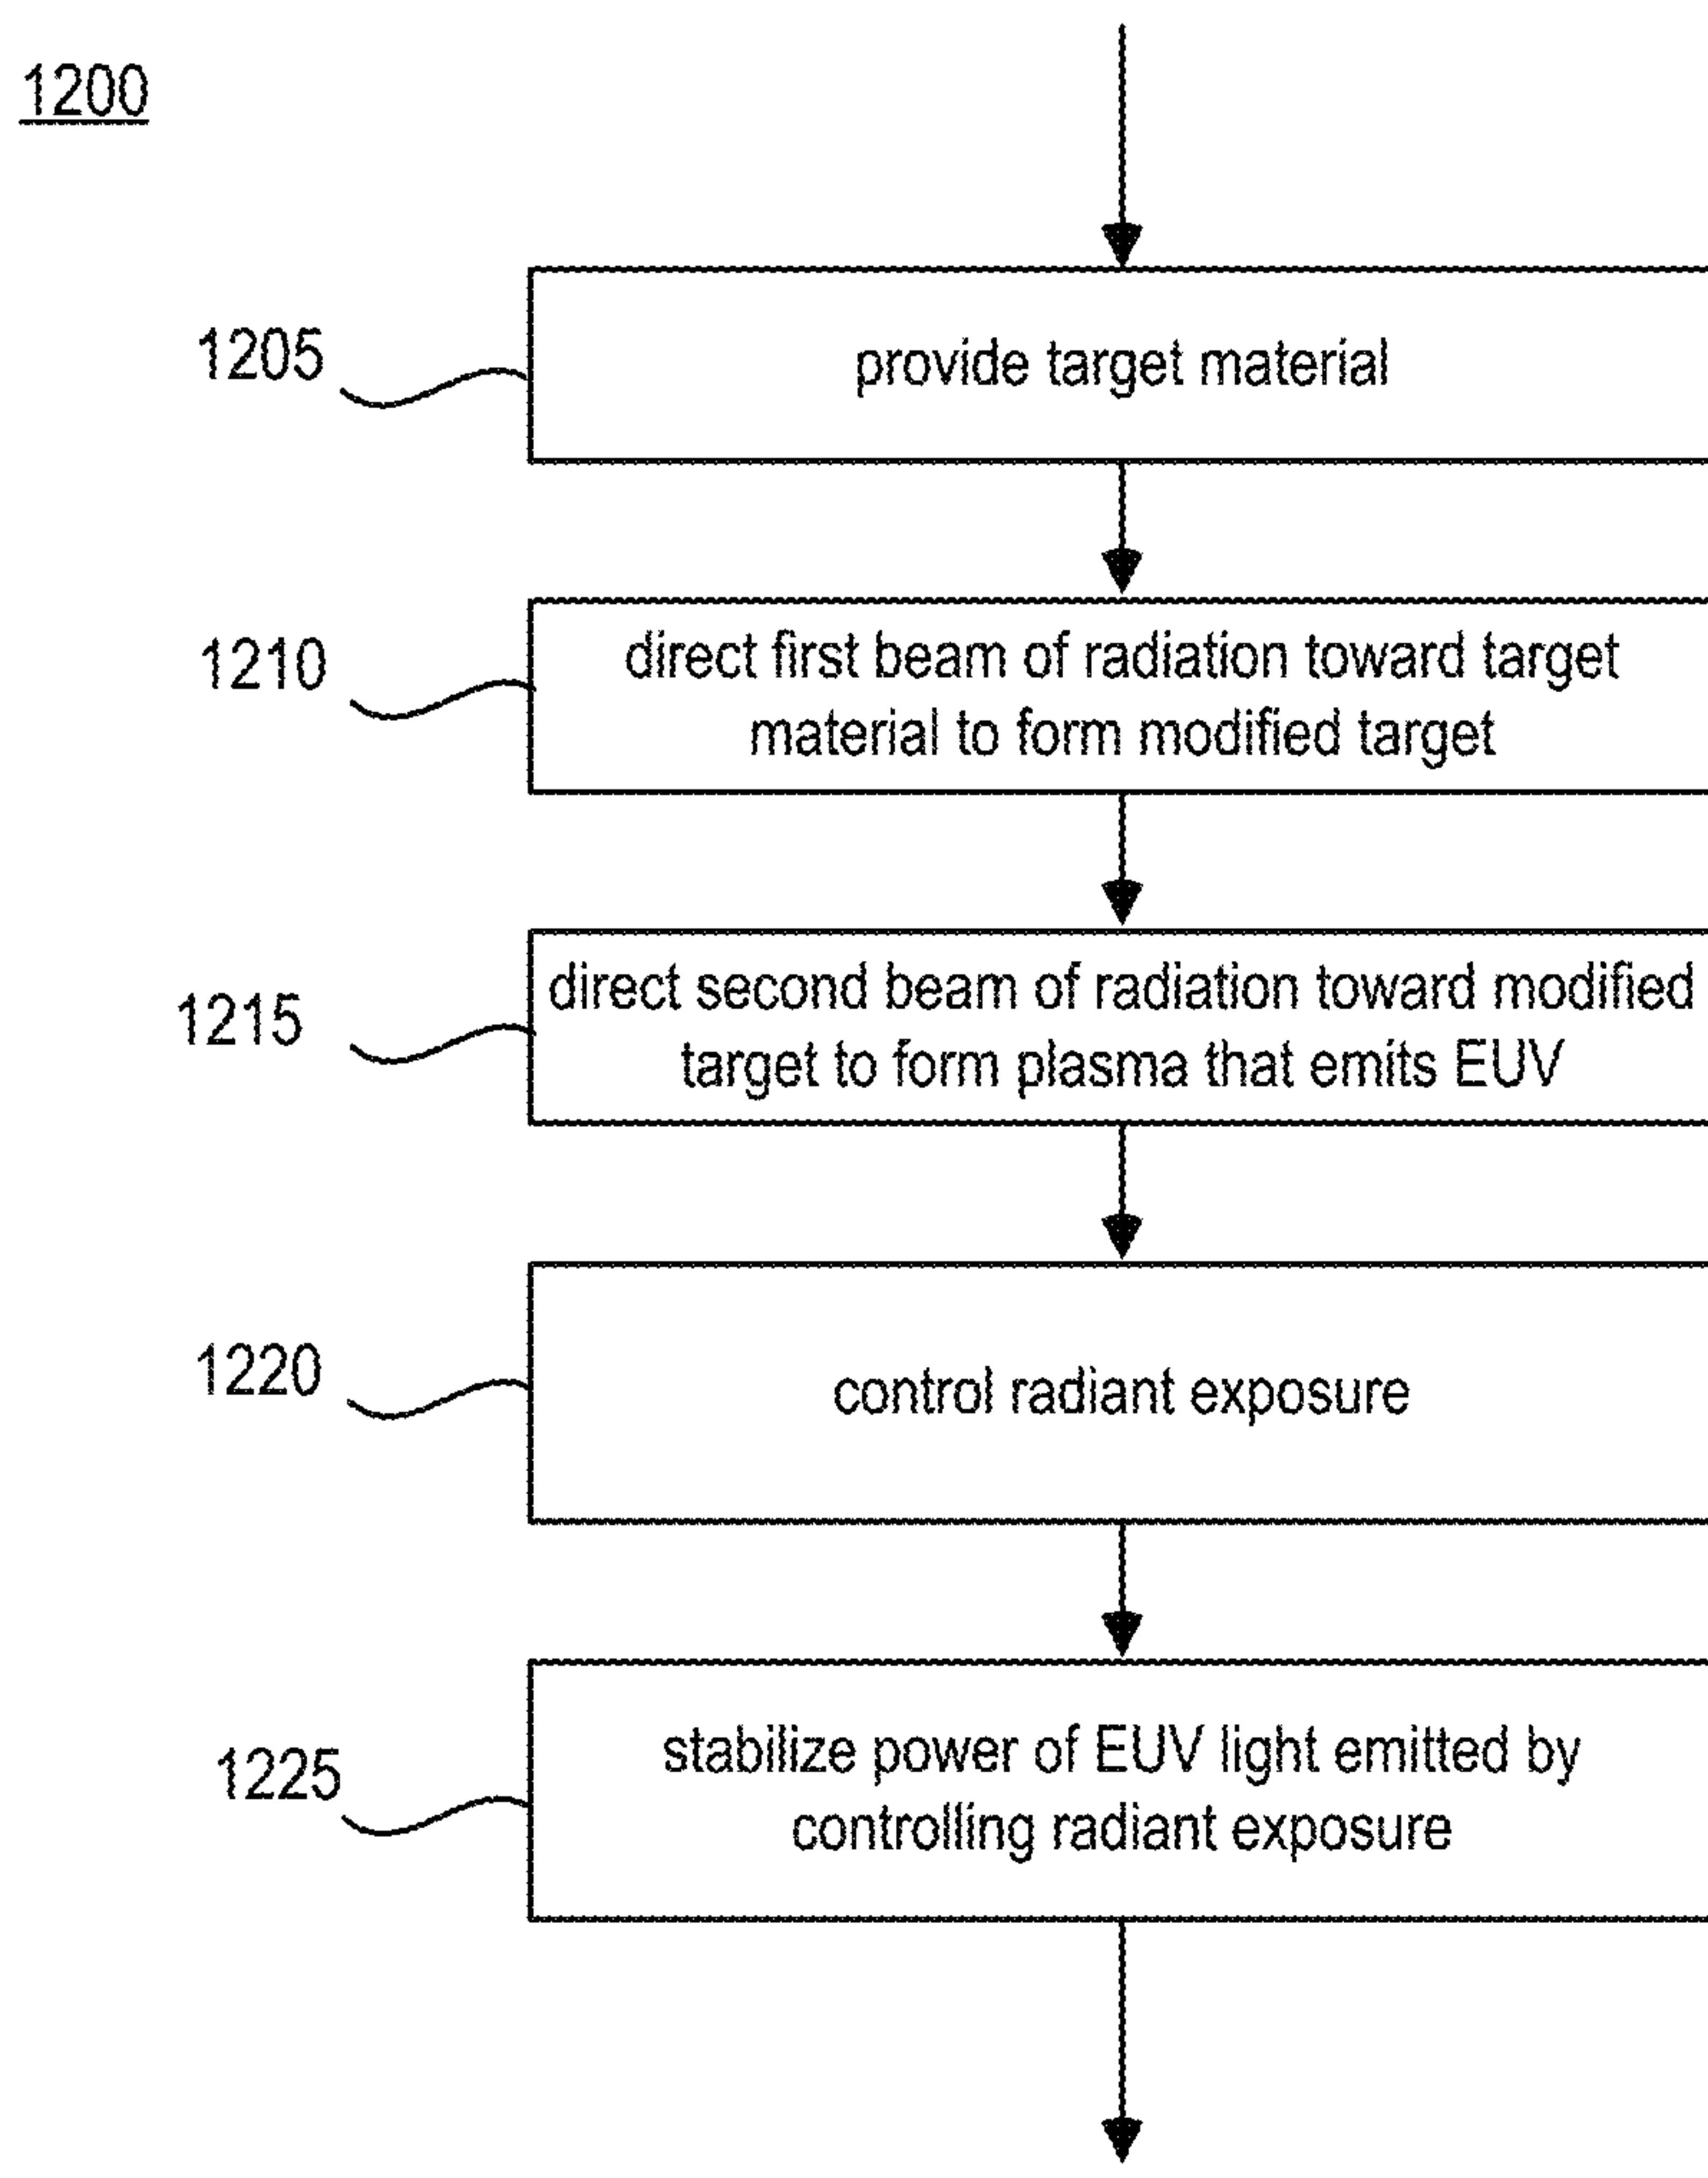 1200
1205
provide target material
1210
direct first beam of radiation toward target
material to form modified target
1215
direct second beam of radiation toward modified
target to form plasma that emits EUV
1220
control radiant exposure
1225
stabilize power of EUV light emitted by
controlling radiant exposure